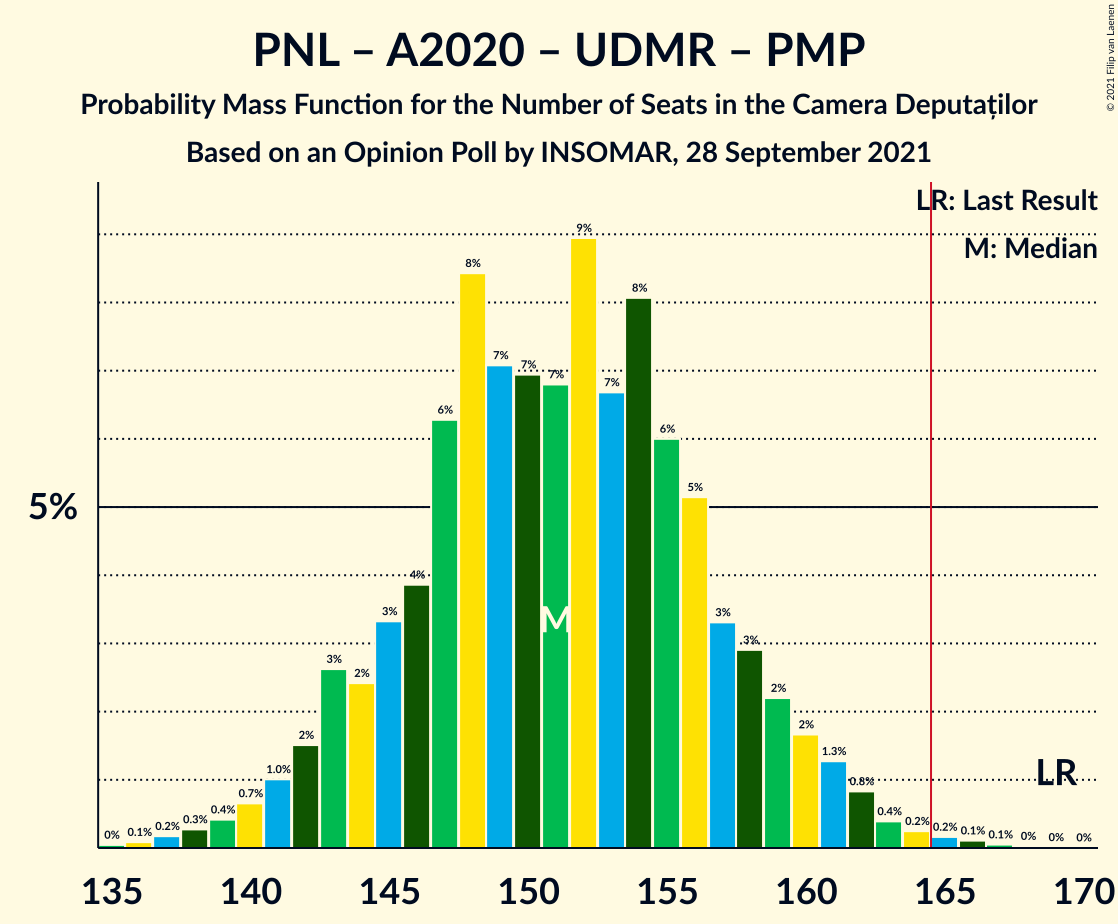 PNL – A2020 – UDMR – PMP
Probability Mass Function for the Number of Seats in the Camera Deputaților
Based on an Opinion Poll by INSOMAR, 28 September 2021
© 2021 Filip van Laenen
LR: Last Result
M: Median
5%
0% 0.1% 0.2% 0.3% 0.4% 0.7% 1.0% 2% 3% 2% 3% 4% 6% 8% 7% 7% 7% 9% 7% 8% 6% 5% 3% 3% 2% 2% 1.3% 0.8% 0.4% 0.2% 0.2% 0.1% 0.1% 0% 0% 0%
M
LR
135 140 145 150 155 160 165 170